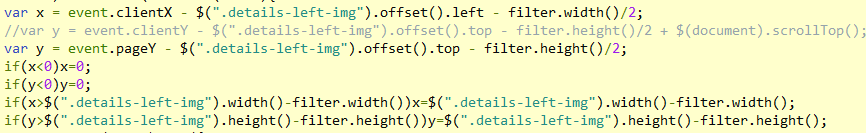 var x = event.clientX - $(".details-left-img").offset().left - filter.width()/2;
//var y = event.clientY - $(".details-left-img").offset().top - filter.height()/2 + $(document).scrollTop();
var y = event.pageY - $(".details-left-img").offset().top - filter.height()/2;
if(x<0)x=0;
if(y<0)y=0;
if(x>$(".details-left-img").width()-filter.width())x=$(".details-left-img").width()-filter.width();
if(y>$(".details-left-img").height()-filter.height())y=$(".details-left-img").height()-filter.height();